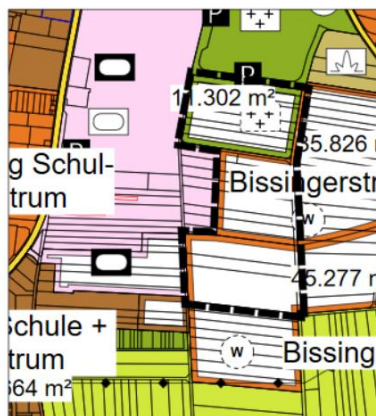 P
P
11.302 m²
35.826 m
P
g Schul-
trum
Bissingerstr
W
45.277 m
Schule +
trum
664 m²
W
Bissing